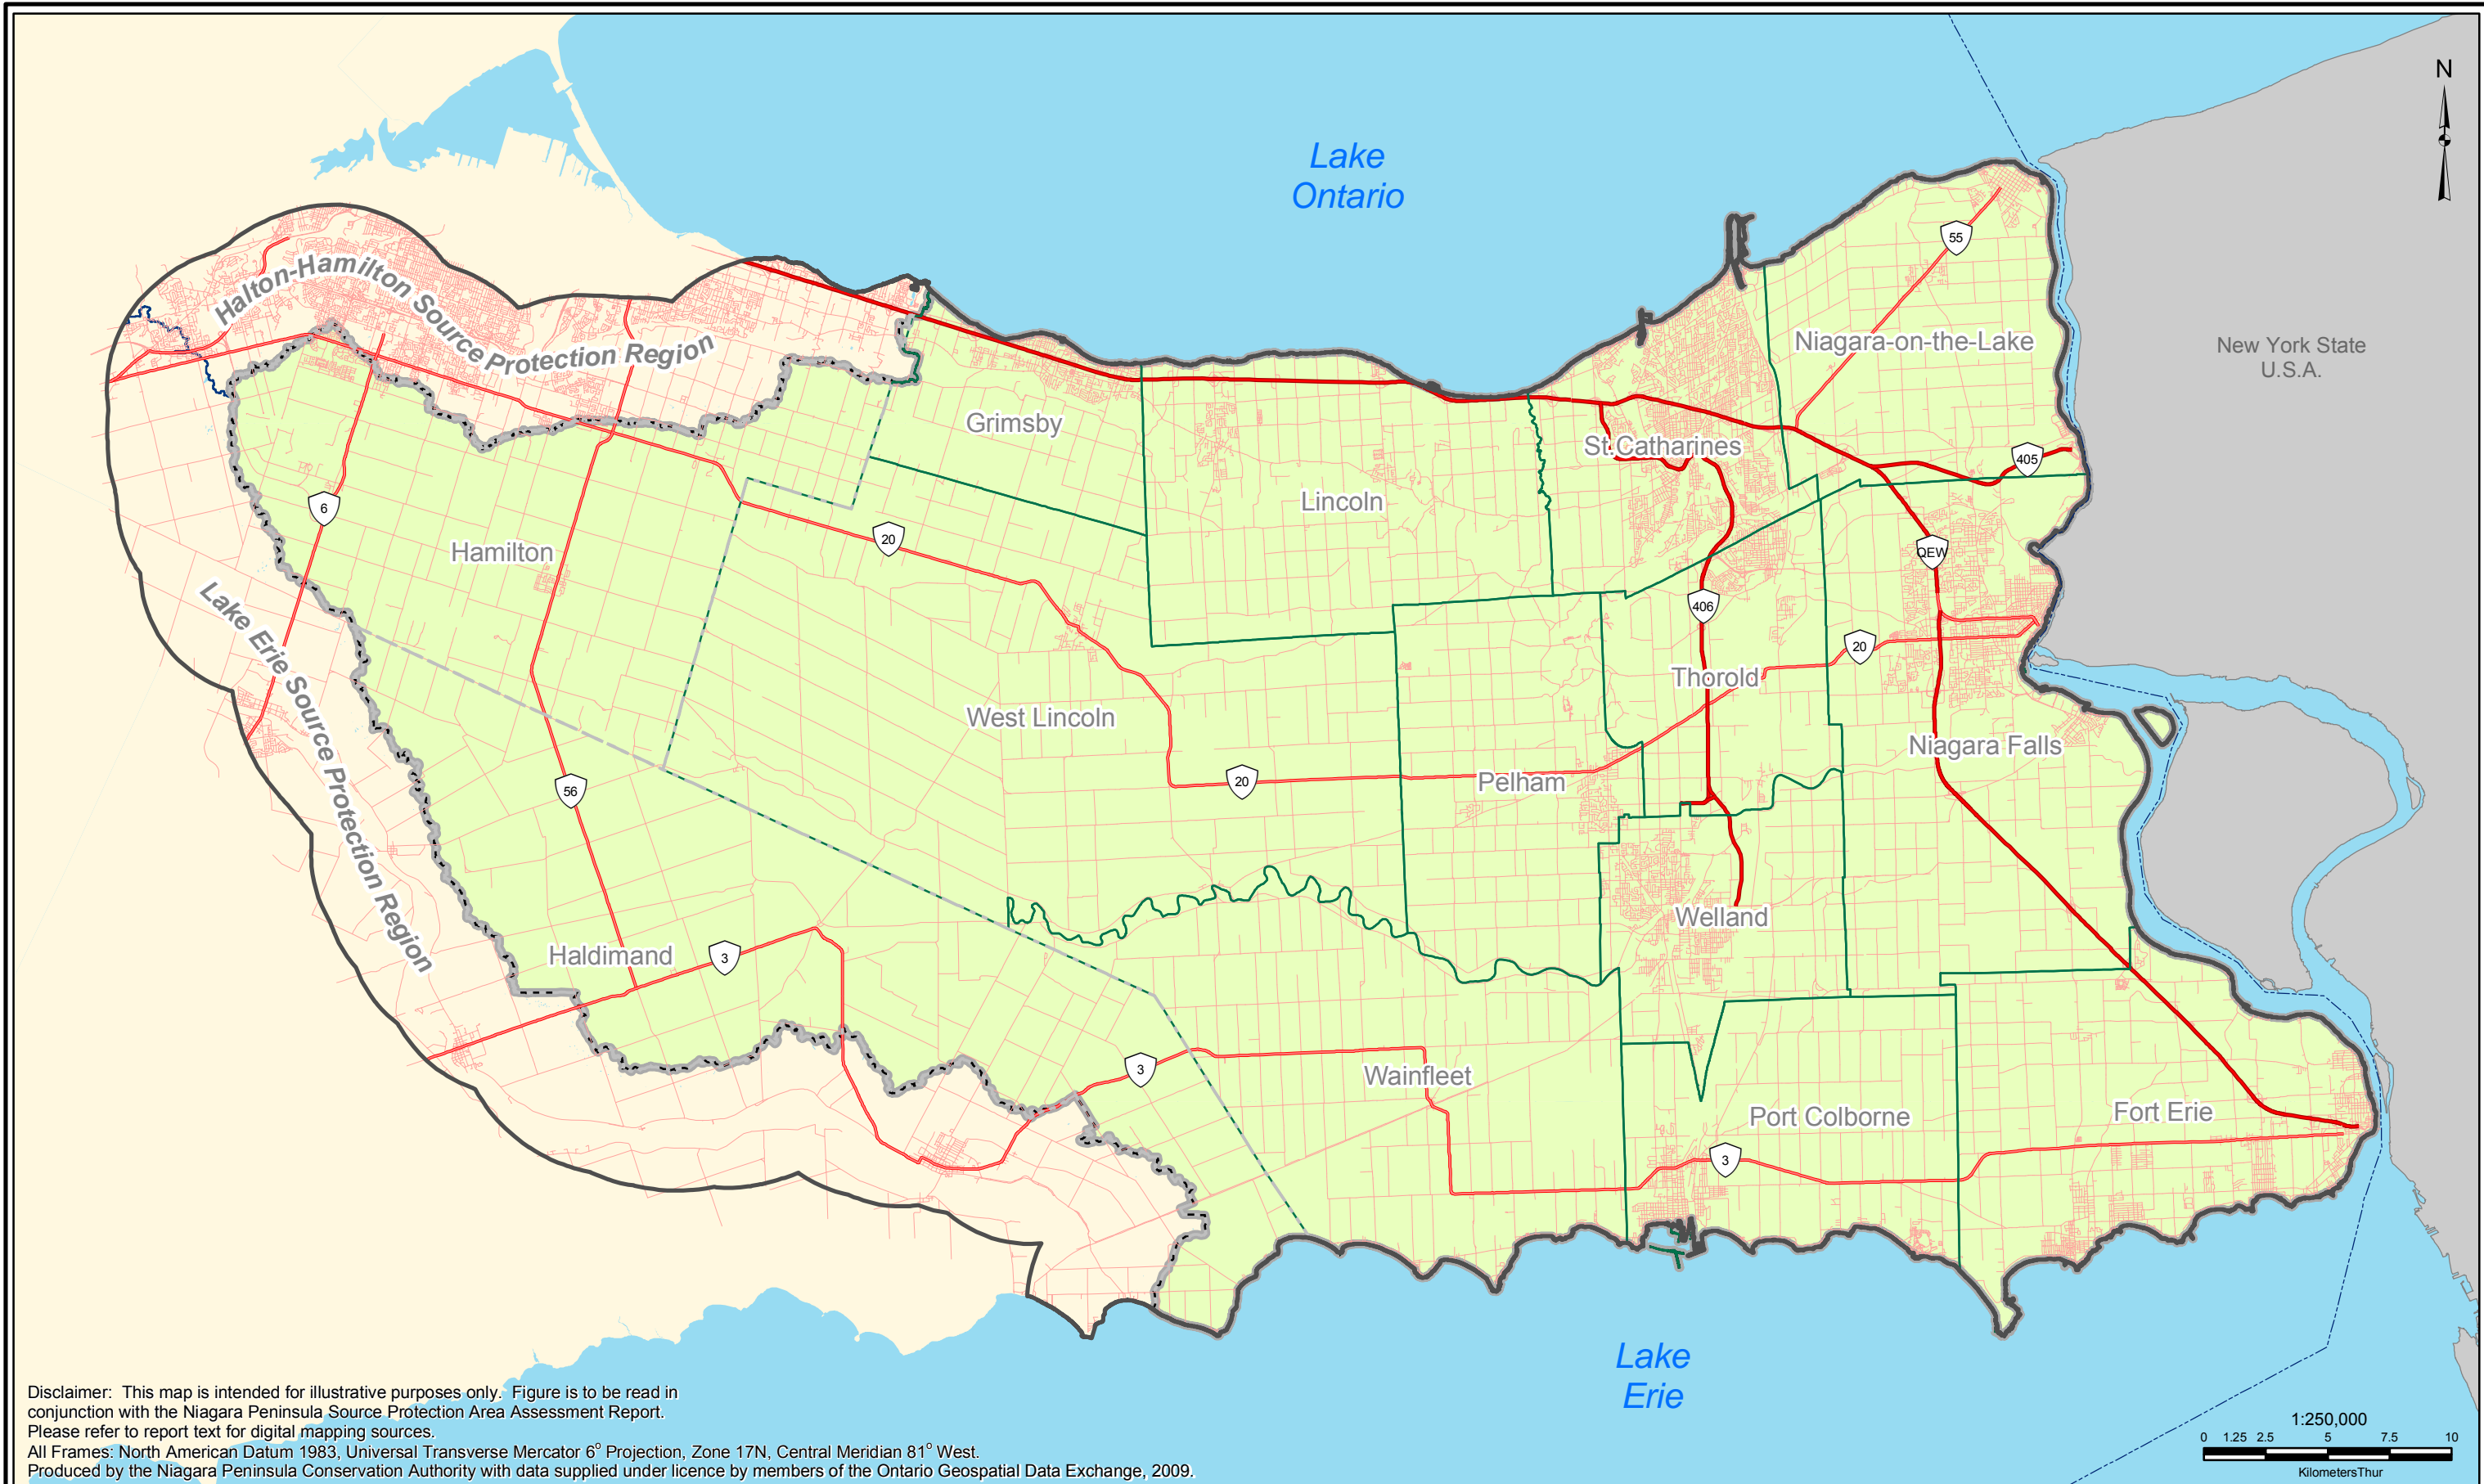 N
Lake
Ontario
55
Halton-Hamilton Source Protection Region
Niagara-on-the-Lake
New York State
U.S.A.
Grimsby
St.Catharines
405
Lincoln
6
20
Hamilton
QEW
Lake Erie Source Protection Region
406
20
Thorold
West Lincoln
Niagara Falls
56
20
Pelham
Welland
Haldimand
3
3
Wainfleet
Port Colborne
Fort Erie
3
Lake
Erie
Disclaimer: This map is intended for illustrative purposes only. Figure is to be read in
conjunction with the Niagara Peninsula Source Protection Area Assessment Report.
Please refer to report text for digital mapping sources.
All Frames: North American Datum 1983, Universal Transverse Mercator 6° Projection, Zone 17N, Central Meridian 81° West.
Produced by the Niagara Peninsula Conservation Authority with data supplied under licence by members of the Ontario Geospatial Data Exchange, 2009.
1:250,000
0 1.25 2.5 5 7.5 10
KilometersThur